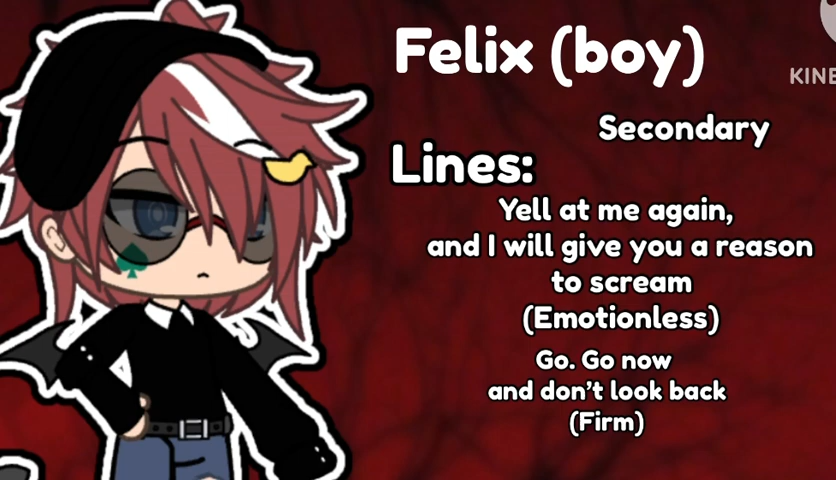 Felix (boy)
KINE
Secondary
Lines:
Yell at me again,
and I will give you a reason
to scream
(Emotionless)
Go. Go now
and don't look back
(Firm)